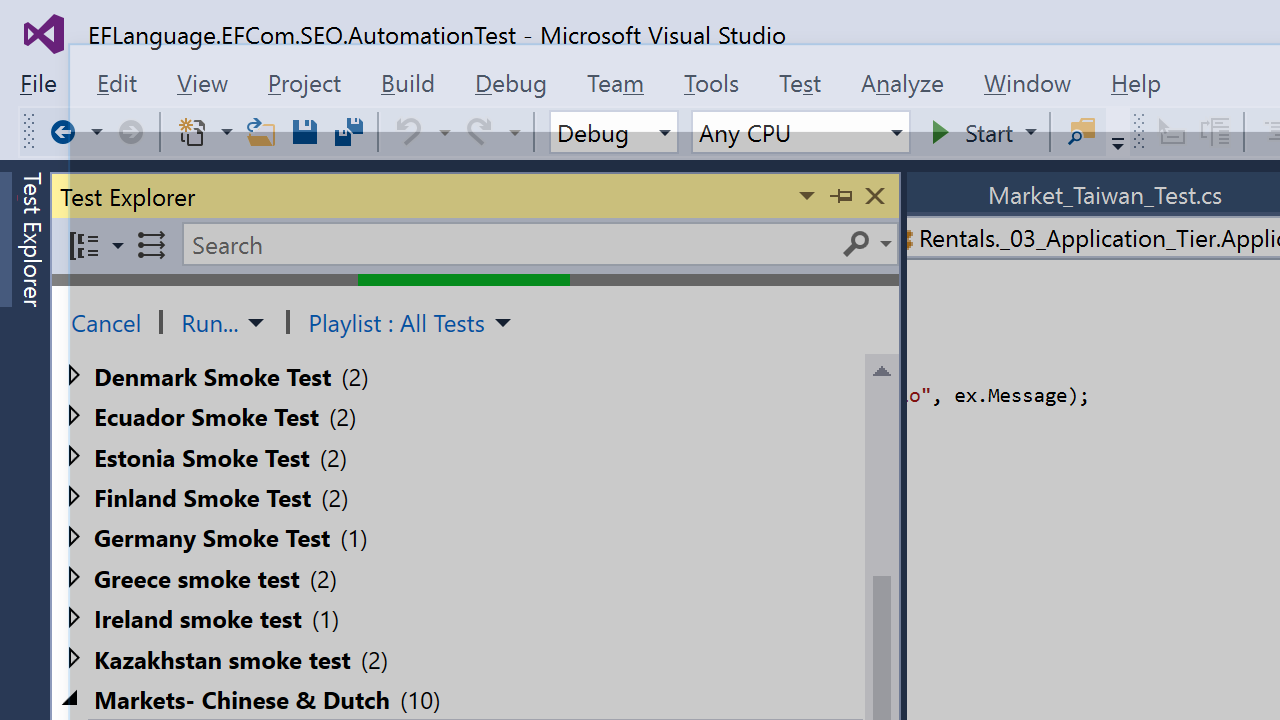 EFLanguage.EFCom.SEO.AutomationTest - Microsoft Visual Studio
File Edit View Project Build Debug Team Tools Test Analyze Window Help
Debug Any CPU Start
Test Explorer
Test Explorer
Market_Taiwan_Test.cs
Search
Rentals._03_Application_Tier.Applic
Cancel Run... Playlist : All Tests
Denmark Smoke Test (2)
Ecuador Smoke Test (2)
o", ex.Message);
Estonia Smoke Test (2)
Finland Smoke Test (2)
Germany Smoke Test (1)
Greece smoke test (2)
Ireland smoke test (1)
Kazakhstan smoke test (2)
Markets- Chinese & Dutch (10)